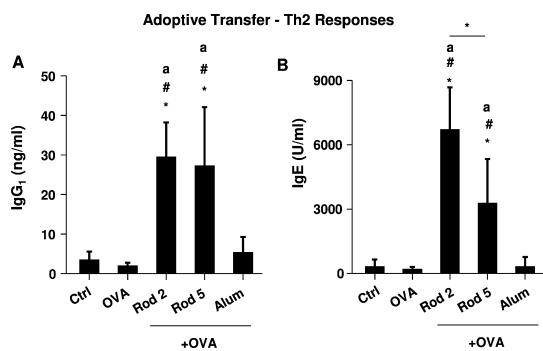 Adoptive Transfer - Th2 Responses
A
a
#
*
a
#
*
50
40
30
20
10
0
IgG1 (ng/ml)
Ctrl
OVA
Rod 2
Rod 5
Alum
+OVA
B
*
a
#
*
a
#
*
9000
6000
3000
0
IgE (U/ml)
Ctrl
OVA
Rod 2
Rod 5
Alum
+OVA